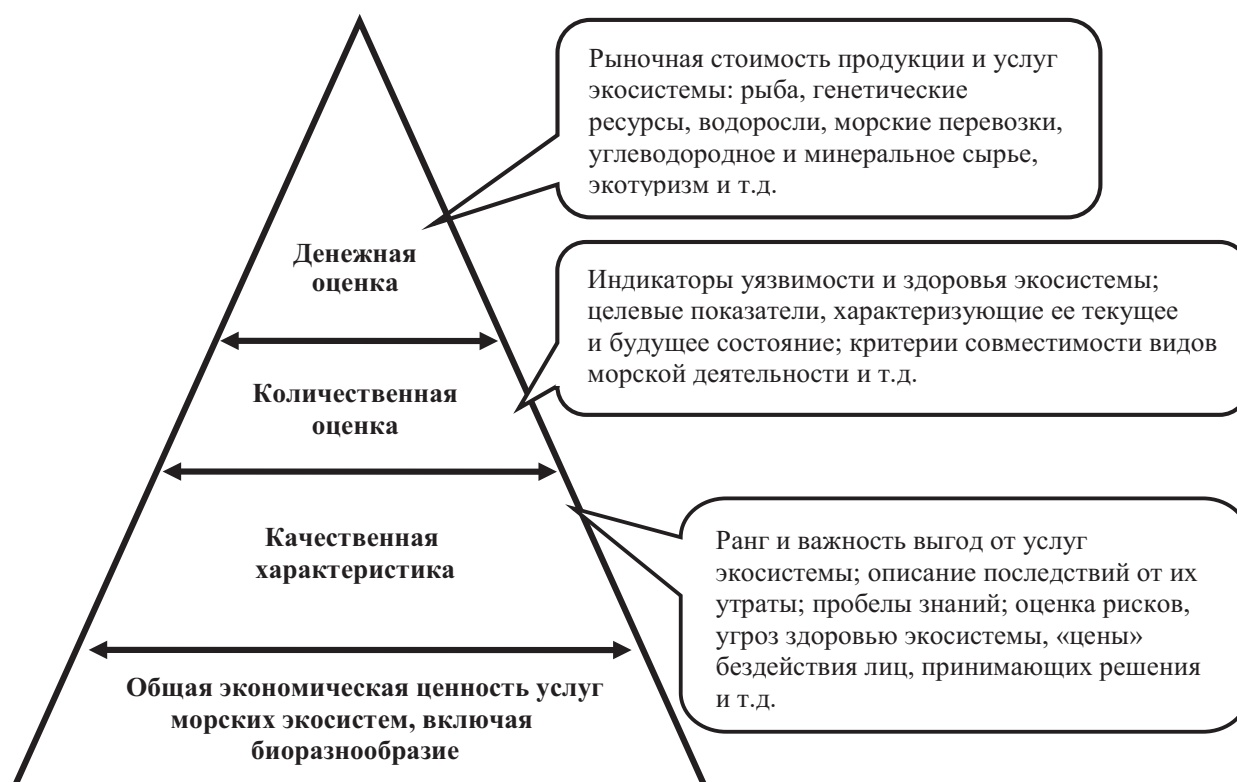 Рыночная стоимость продукции и услуг
экосистемы: рыба, генетические
ресурсы, водоросли, морские перевозки,
углеводородное и минеральное сырье,
экотуризм и т.д.
Денежная
оценка
Индикаторы уязвимости и здоровья экосистемы;
целевые показатели, характеризующие ее текущее
и будущее состояние; критерии совместимости видов
морской деятельности и т.д.
Количественная
оценка
Качественная
характеристика
Ранг и важность выгод от услуг
экосистемы; описание последствий от их
утраты; пробелы знаний; оценка рисков,
угроз здоровью экосистемы, «цены»
бездействия лиц, принимающих решения
и т.д.
Общая экономическая ценность услуг
морских экосистем, включая
биоразнообразие